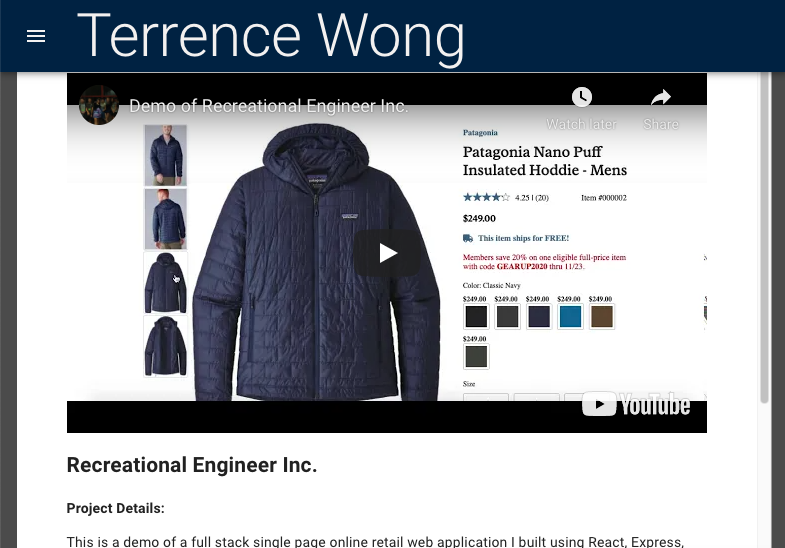 Terrence Wong
Demo of Recreational Engineer Inc.
Watch later
Share
Patagonia
Patagonia Nano Puff
Insulated Hoddie - Mens
4.25 | (20)
Item #000002
$249.00
This item ships for FREE!
Members save 20% on one eligible full-price item
with code GEARUP2020 thru 11/23.
Color: Classic Navy
$249.00 $249.00 $249.00 $249.00 $249.00
$249.00
Size
YouTube
Recreational Engineer Inc.
Project Details:
This is a demo of a full stack single page online retail web application I built using React, Express,